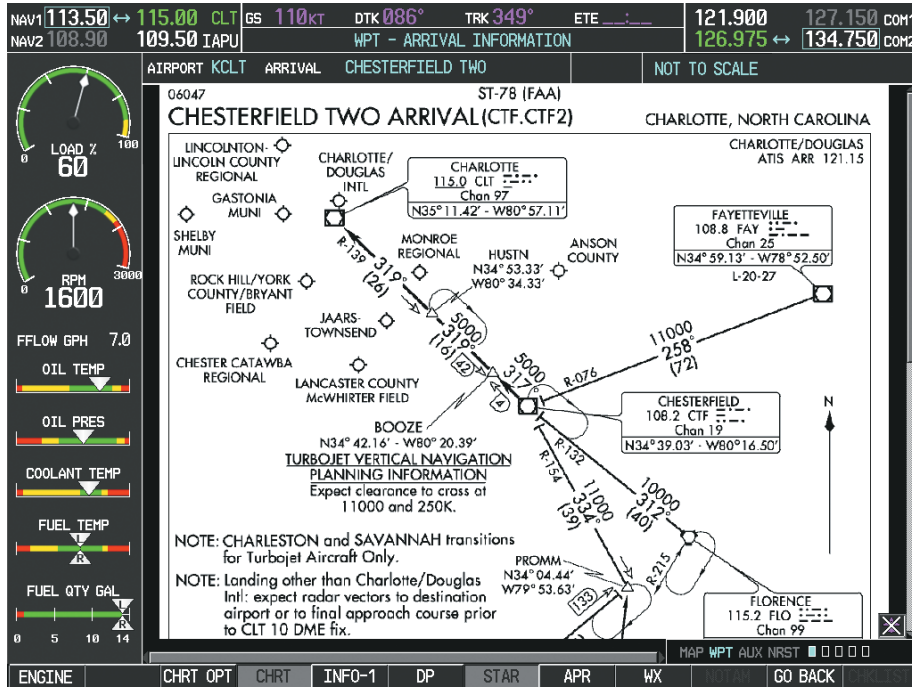 NAV1 113.50 ↔ 115.00 CLT
NAV2 108.90 109.50 IAPU
GS 110KT DTK 086° TRK 349° ETE __:__
WPT - ARRIVAL INFORMATION
121.900 127.150 COM1
126.975 ↔ 134.750 COM2
AIRPORT KCLT ARRIVAL CHESTERFIELD TWO NOT TO SCALE
0 100
LOAD %
60
0 3000
RPM
1600
FFLOW GPH 7.0
OIL TEMP
OIL PRES
COOLANT TEMP
FUEL TEMP
L
R
FUEL QTY GAL
L
R
0 5 10 14
06047 ST-78 (FAA)
CHESTERFIELD TWO ARRIVAL (CTF.CTF2) CHARLOTTE, NORTH CAROLINA
CHARLOTTE/DOUGLAS
ATIS ARR 121.15
LINCOLNTON-
LINCOLN COUNTY
REGIONAL
CHARLOTTE/
DOUGLAS
INTL
CHARLOTTE
115.0 CLT
Chan 97
N35°11.42' - W80°57.11'
GASTONIA
MUNI
SHELBY
MUNI
FAYETTEVILLE
108.8 FAY
Chan 25
N34°59.13' - W78°52.50'
L-20-27
MONROE
REGIONAL
HUSTN
N34°53.33'
W80°34.33'
ANSON
COUNTY
R-139
319°
(26)
ROCK HILL/YORK
COUNTY/BRYANT
FIELD
JAARS-
TOWNSEND
5000
319°
(16)
42
11000
258°
(72)
R-076
CHESTER CATAWBA
REGIONAL
LANCASTER COUNTY
McWHIRTER FIELD
5000
317°
4
CHESTERFIELD
108.2 CTF
Chan 19
N34°39.03' - W80°16.50'
N
BOOZE
N34°42.16' - W80°20.39'
TURBOJET VERTICAL NAVIGATION
PLANNING INFORMATION
Expect clearance to cross at
11000 and 250K.
R-132
R-154
11000
334°
(39)
10000
312°
(40)
NOTE: CHARLESTON and SAVANNAH transitions
for Turbojet Aircraft Only.
NOTE: Landing other than Charlotte/Douglas
Intl: expect radar vectors to destination
airport or to final approach course prior
to CLT 10 DME fix.
PROMM
N34°04.44'
W79°53.63'
133
R-215
FLORENCE
115.2 FLO
Chan 99
MAP WPT AUX NRST
ENGINE CHRT OPT CHRT INFO-1 DP STAR APR WX NOTAM GO BACK CHKLIST